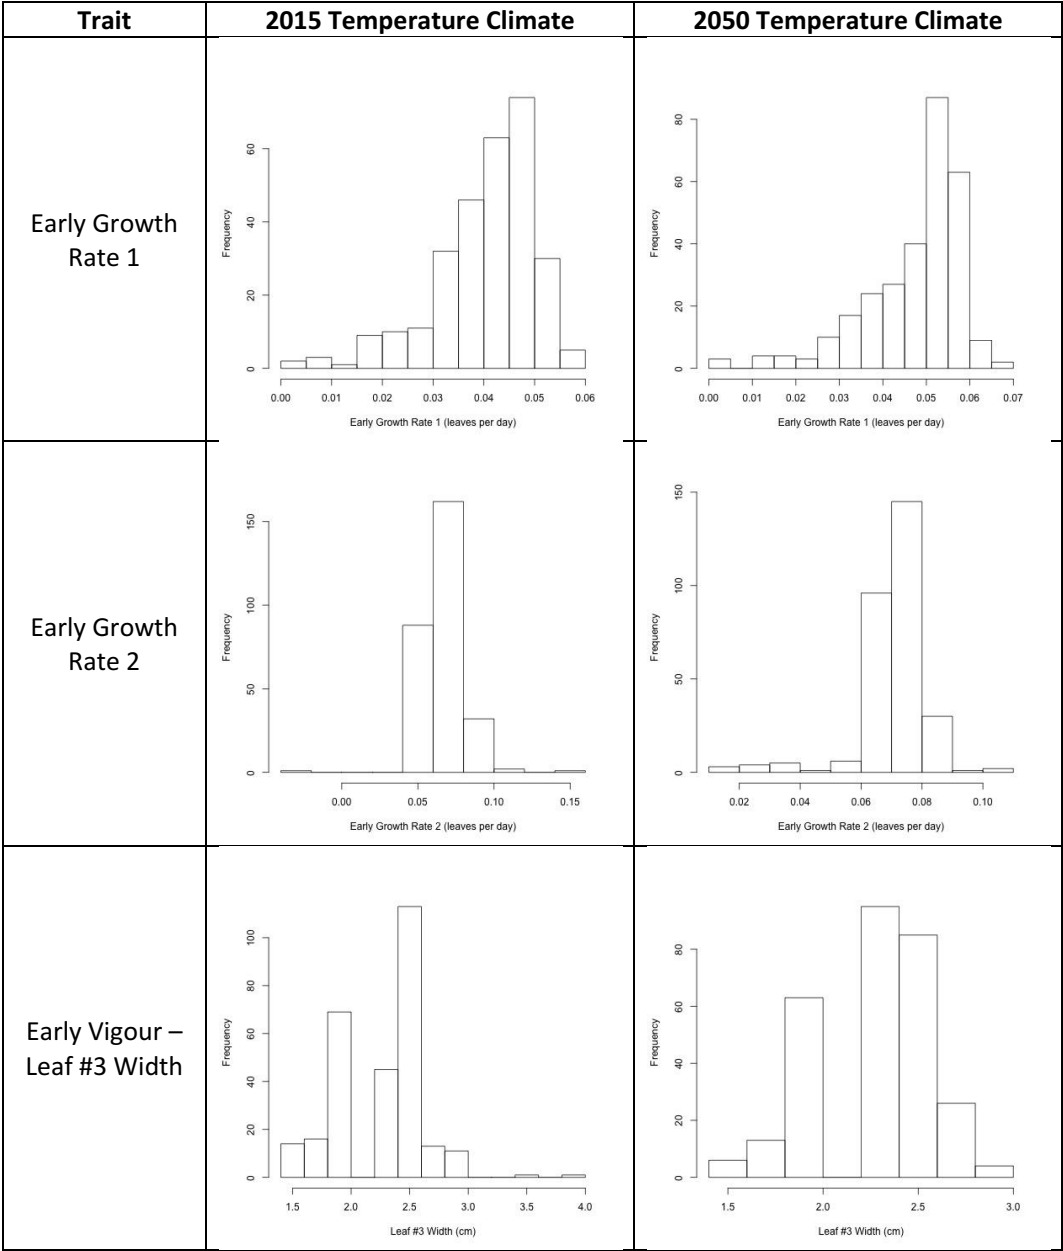 Trait 2015 Temperature Climate 2050 Temperature Climate
Early Growth
Rate 1
Frequency
0 20 40 60
0.00 0.01 0.02 0.03 0.04 0.05 0.06
Early Growth Rate 1 (leaves per day)
Frequency
0 20 40 60 80
0.00 0.01 0.02 0.03 0.04 0.05 0.06 0.07
Early Growth Rate 1 (leaves per day)
Early Growth
Rate 2
Frequency
0 50 100 150
0.00 0.05 0.10 0.15
Early Growth Rate 2 (leaves per day)
Frequency
0 50 100 150
0.02 0.04 0.06 0.08 0.10
Early Growth Rate 2 (leaves per day)
Early Vigour –
Leaf #3 Width
Frequency
0 20 40 60 80 100
1.5 2.0 2.5 3.0 3.5 4.0
Leaf #3 Width (cm)
Frequency
0 20 40 60 80
1.5 2.0 2.5 3.0
Leaf #3 Width (cm)